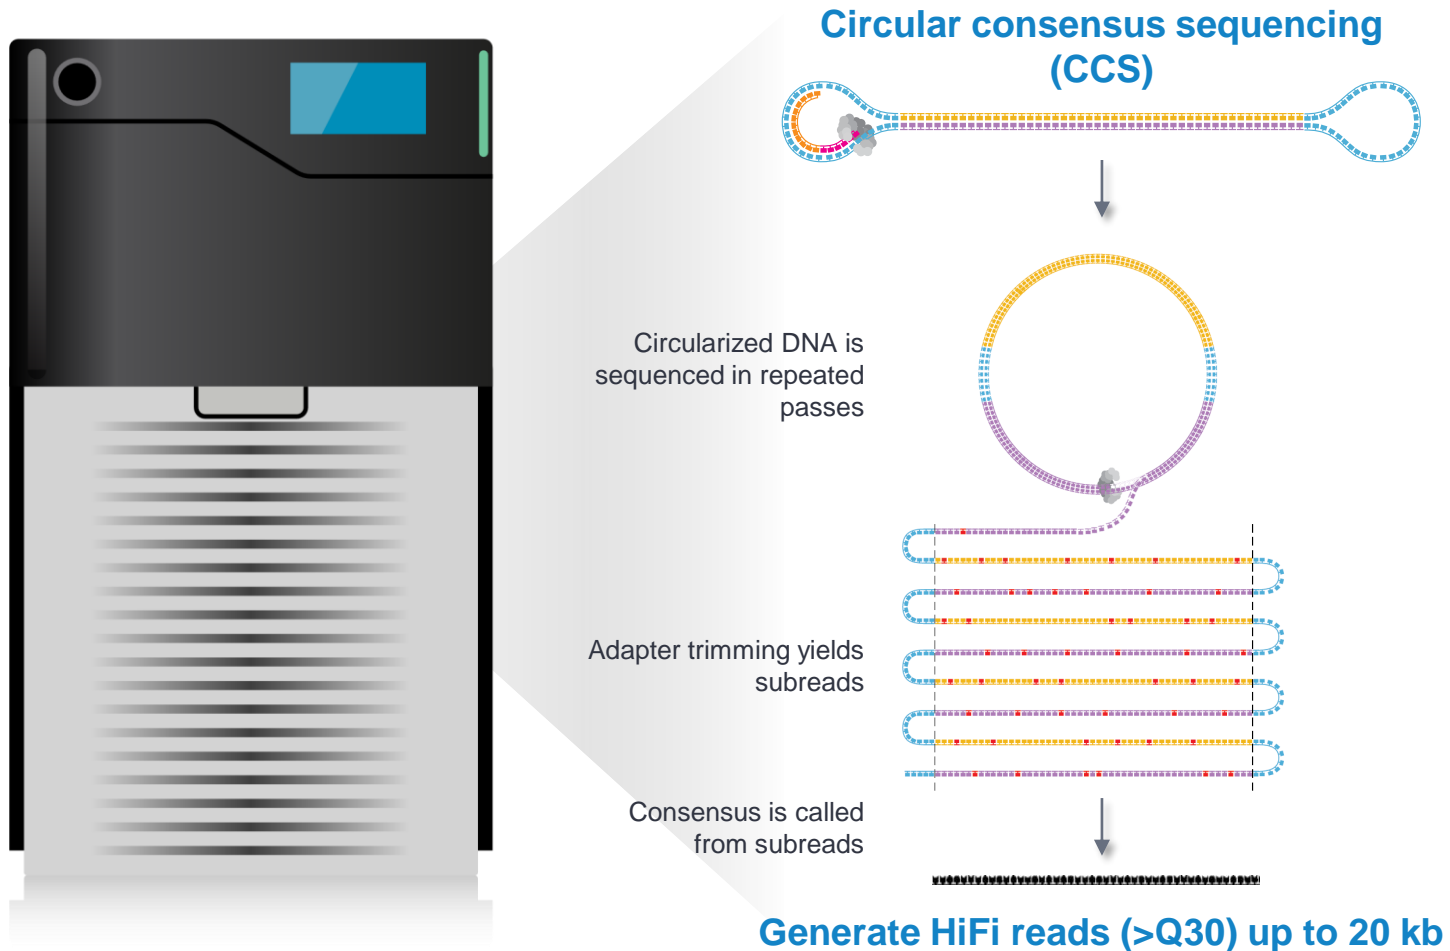 Circular consensus sequencing
(CCS)
Circularized DNA is
sequenced in repeated
passes
Adapter trimming yields
subreads
Consensus is called
from subreads
Generate HiFi reads (>Q30) up to 20 kb